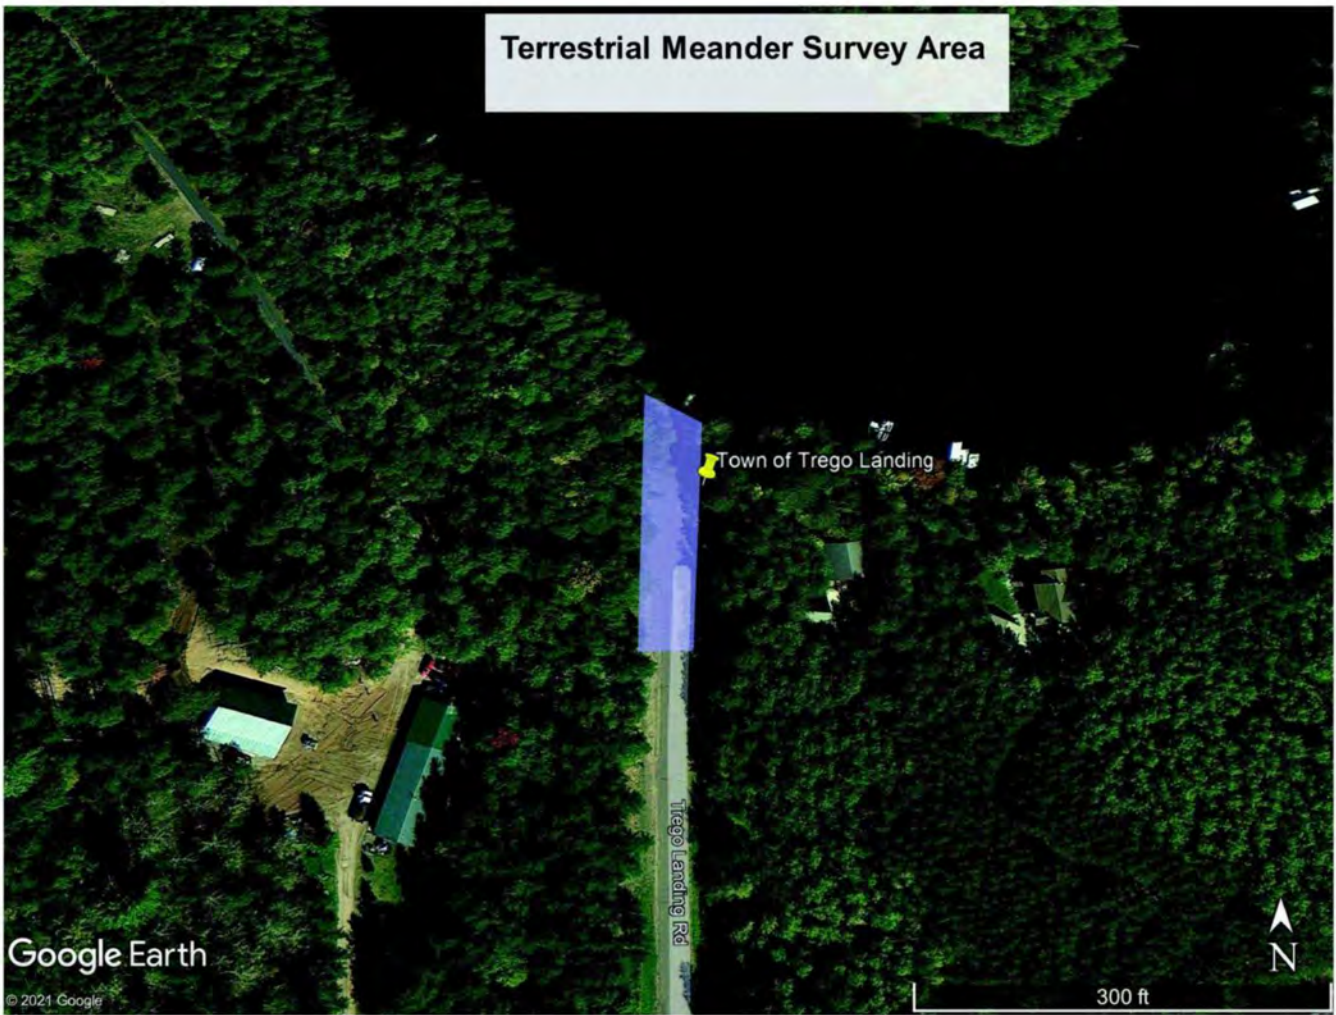 Terrestrial Meander Survey Area
Town of Trego Landing
Trego Landing Rd
Google Earth
© 2021 Google
N
300 ft